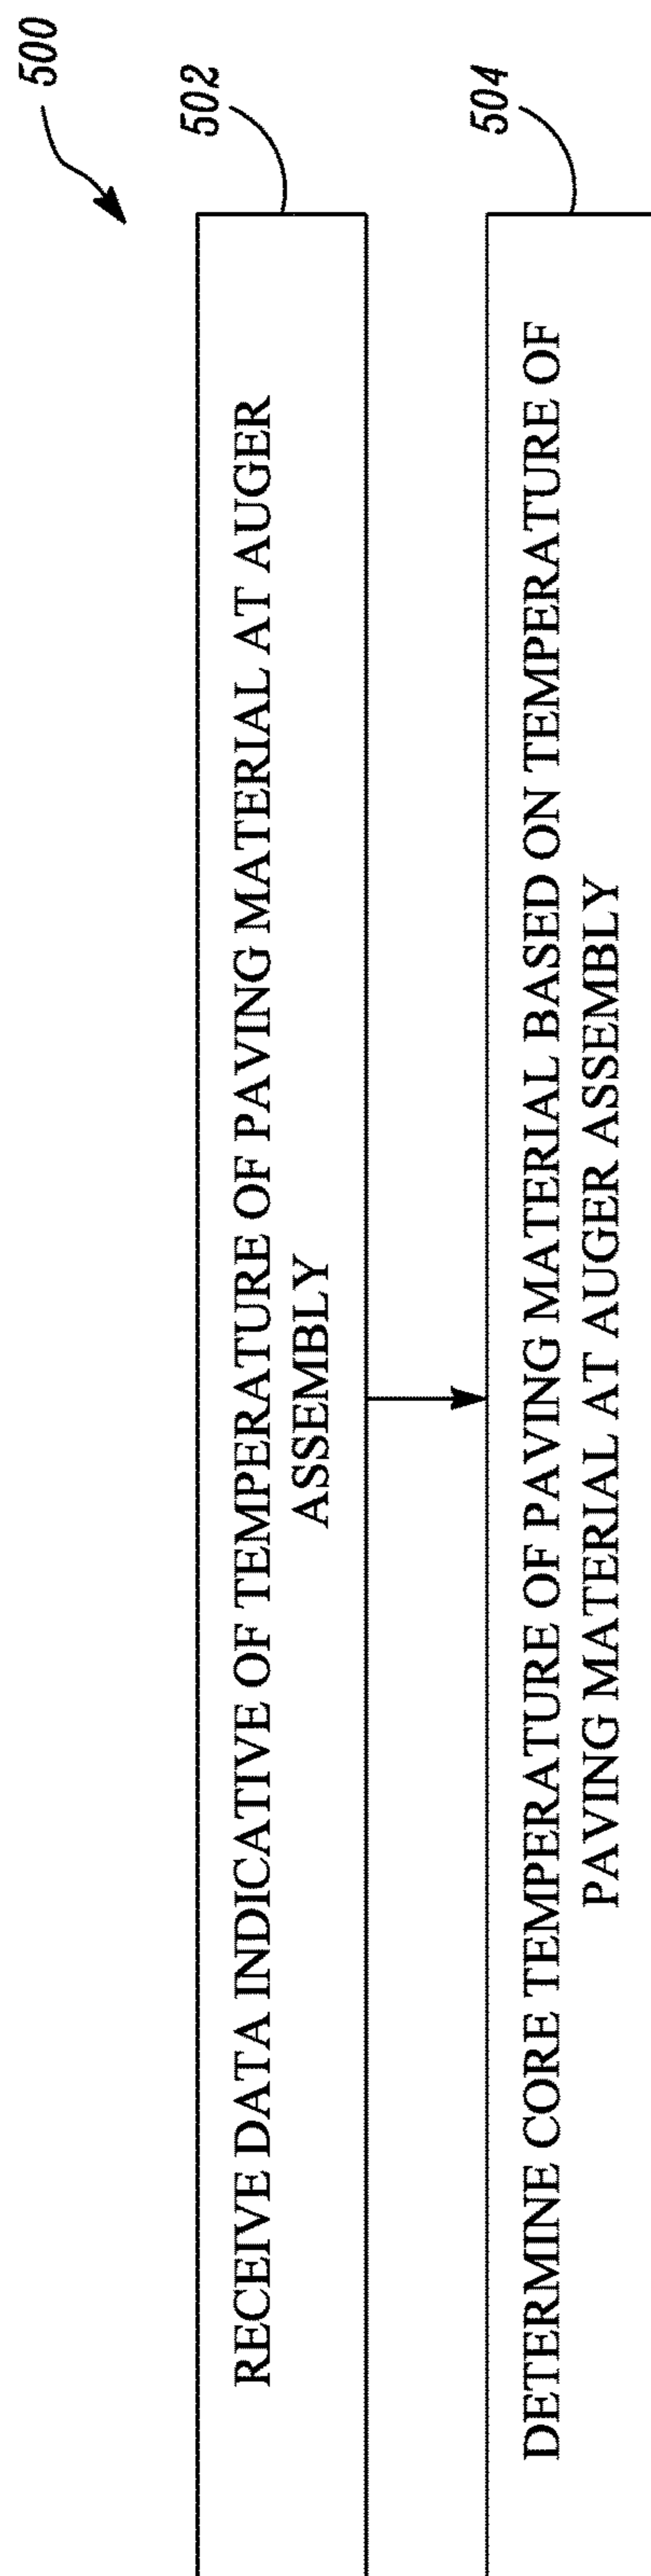 500
502
RECEIVE DATA INDICATIVE OF TEMPERATURE OF PAVING MATERIAL AT AUGER
ASSEMBLY
504
DETERMINE CORE TEMPERATURE OF PAVING MATERIAL BASED ON TEMPERATURE OF
PAVING MATERIAL AT AUGER ASSEMBLY